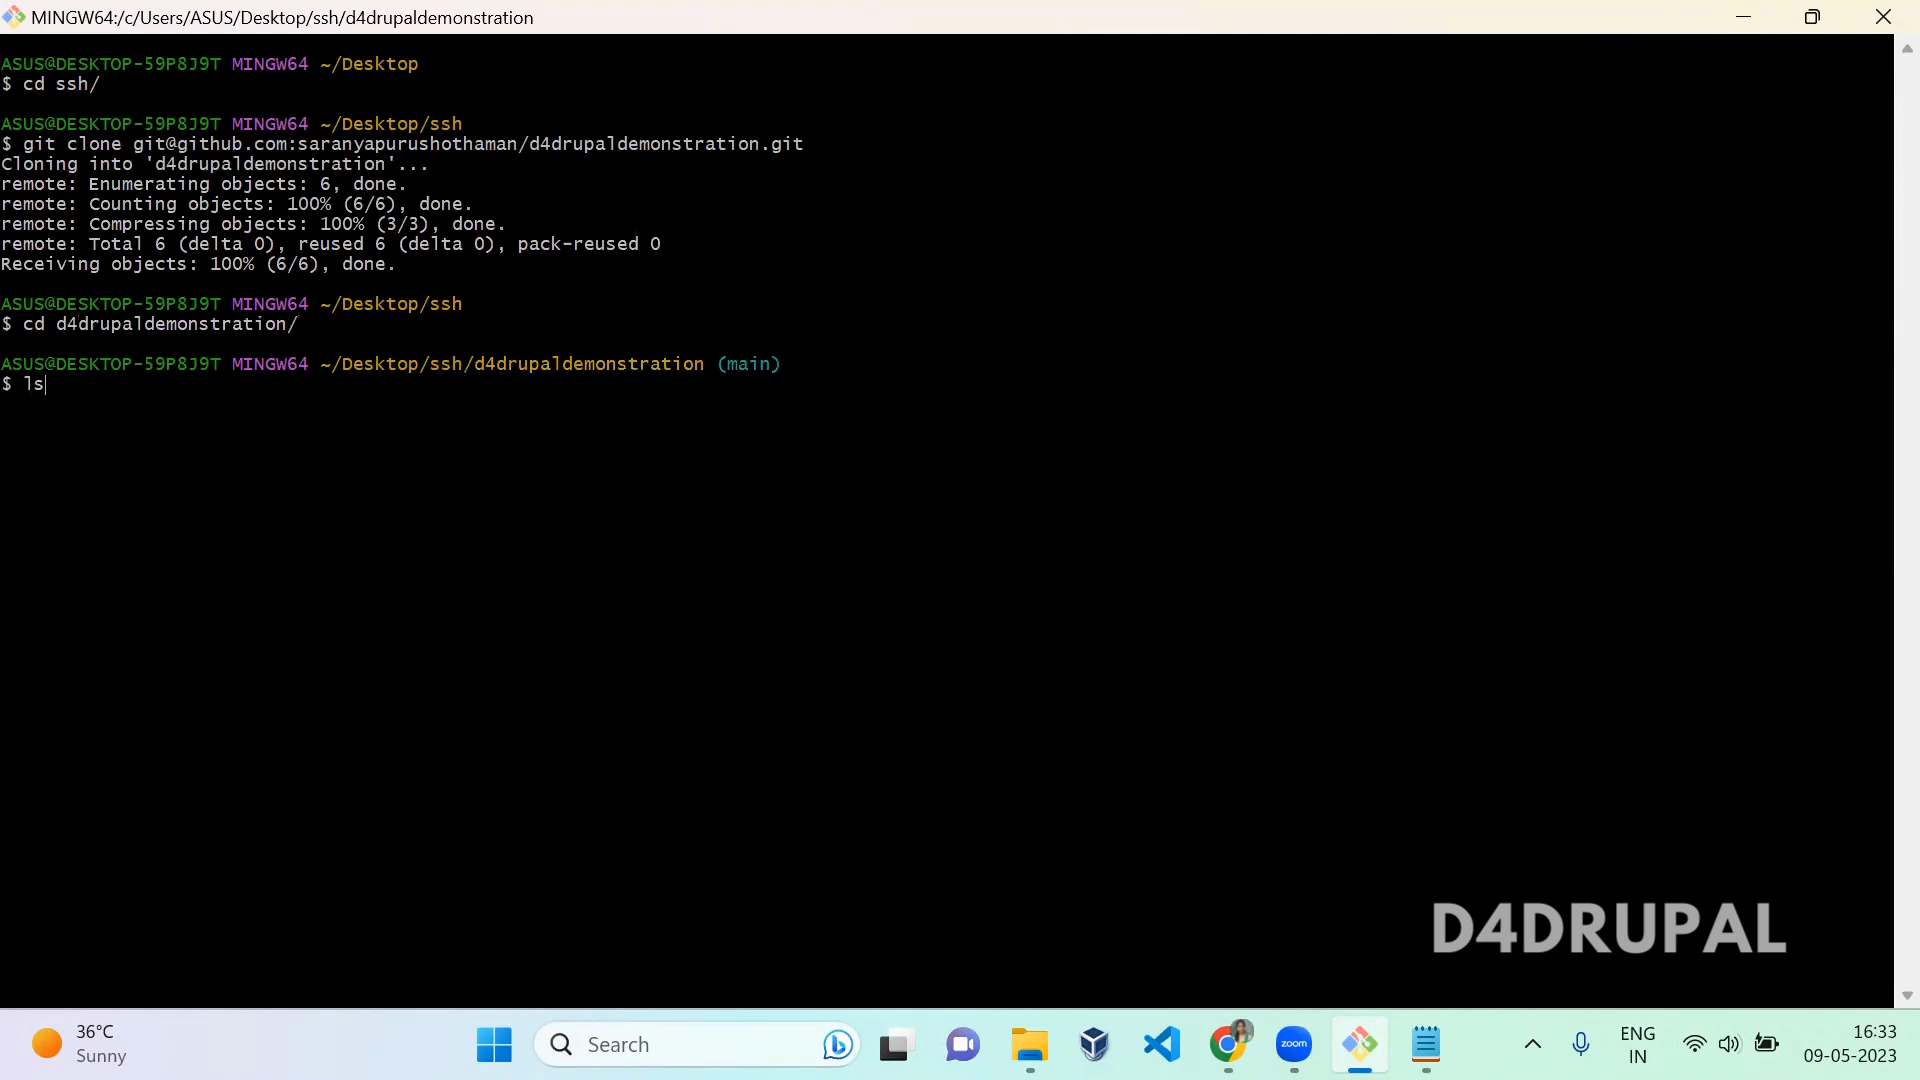 MINGW64:/c/Users/ASUS/Desktop/ssh/d4drupaldemonstration
ASUS@DESKTOP-59P8J9T MINGW64 ~/Desktop
$ cd ssh/
ASUS@DESKTOP-59P8J9T MINGW64 ~/Desktop/ssh
$ git clone git@github.com:saranyapurushothaman/d4drupaldemonstration.git
Cloning into 'd4drupaldemonstration'...
remote: Enumerating objects: 6, done.
remote: Counting objects: 100% (6/6), done.
remote: Compressing objects: 100% (3/3), done.
remote: Total 6 (delta 0), reused 6 (delta 0), pack-reused 0
Receiving objects: 100% (6/6), done.
ASUS@DESKTOP-59P8J9T MINGW64 ~/Desktop/ssh
$ cd d4drupaldemonstration/
ASUS@DESKTOP-59P8J9T MINGW64 ~/Desktop/ssh/d4drupaldemonstration (main)
$ ls
D4DRUPAL
36°C
Sunny
Search
zoom
ENG
IN
16:33
09-05-2023